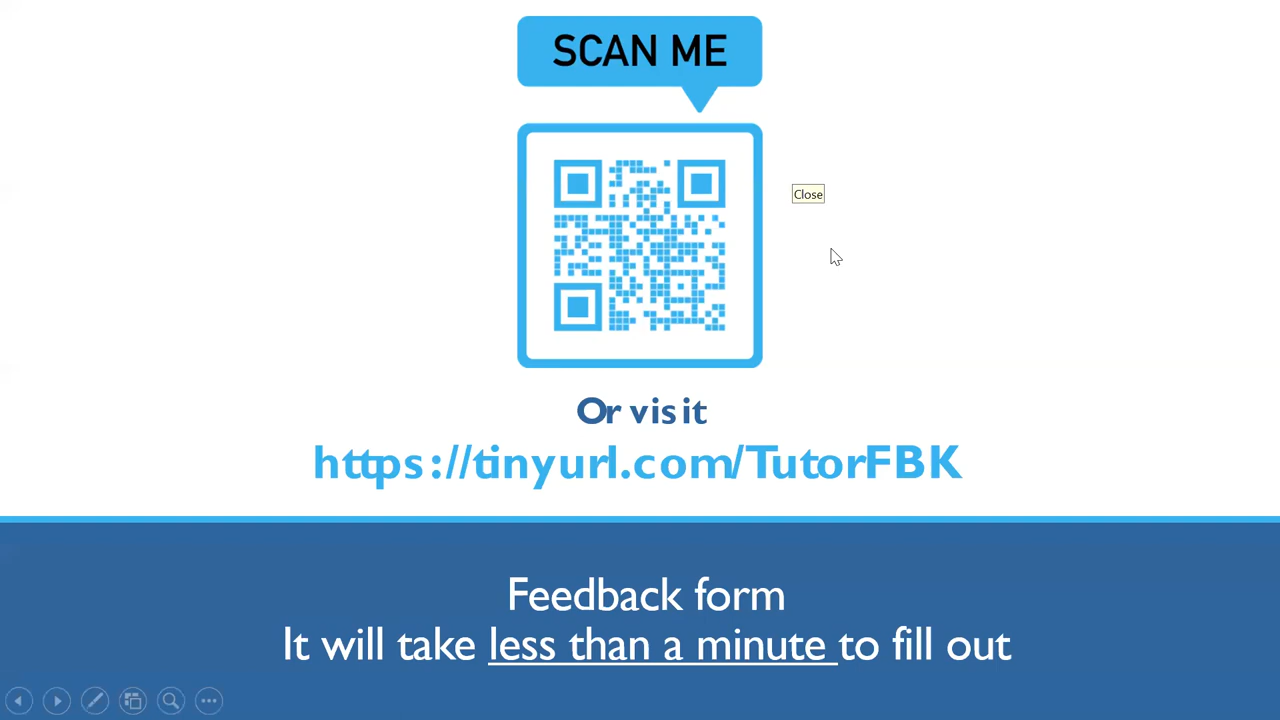 SCAN ME
Close
Or visit
https://tinyurl.com/TutorFBK
Feedback form
It will take less than a minute to fill out